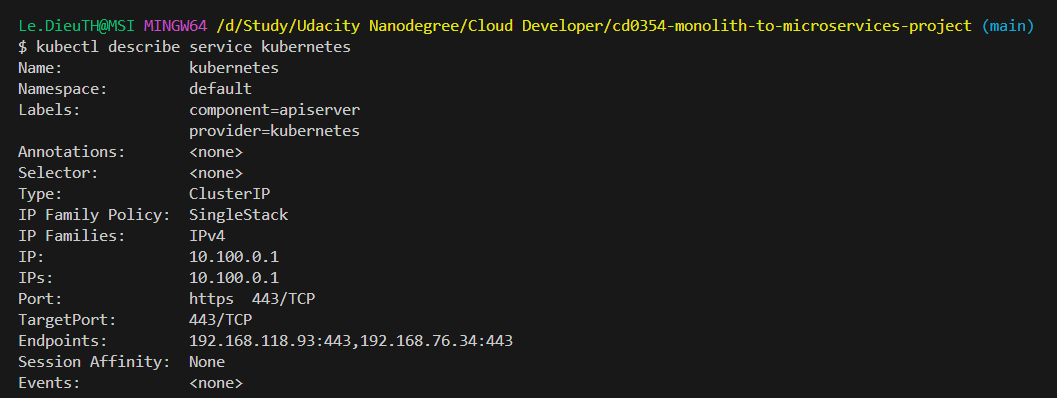 Le.DieuTH@MSI MINGW64 /d/Study/Udacity Nanodegree/Cloud Developer/cd0354-monolith-to-microservices-project (main)
$ kubectl describe service kubernetes
Name:              kubernetes
Namespace:         default
Labels:            component=apiserver
                   provider=kubernetes
Annotations:       <none>
Selector:          <none>
Type:              ClusterIP
IP Family Policy:  SingleStack
IP Families:       IPv4
IP:                10.100.0.1
IPs:               10.100.0.1
Port:              https  443/TCP
TargetPort:        443/TCP
Endpoints:         192.168.118.93:443,192.168.76.34:443
Session Affinity:  None
Events:            <none>